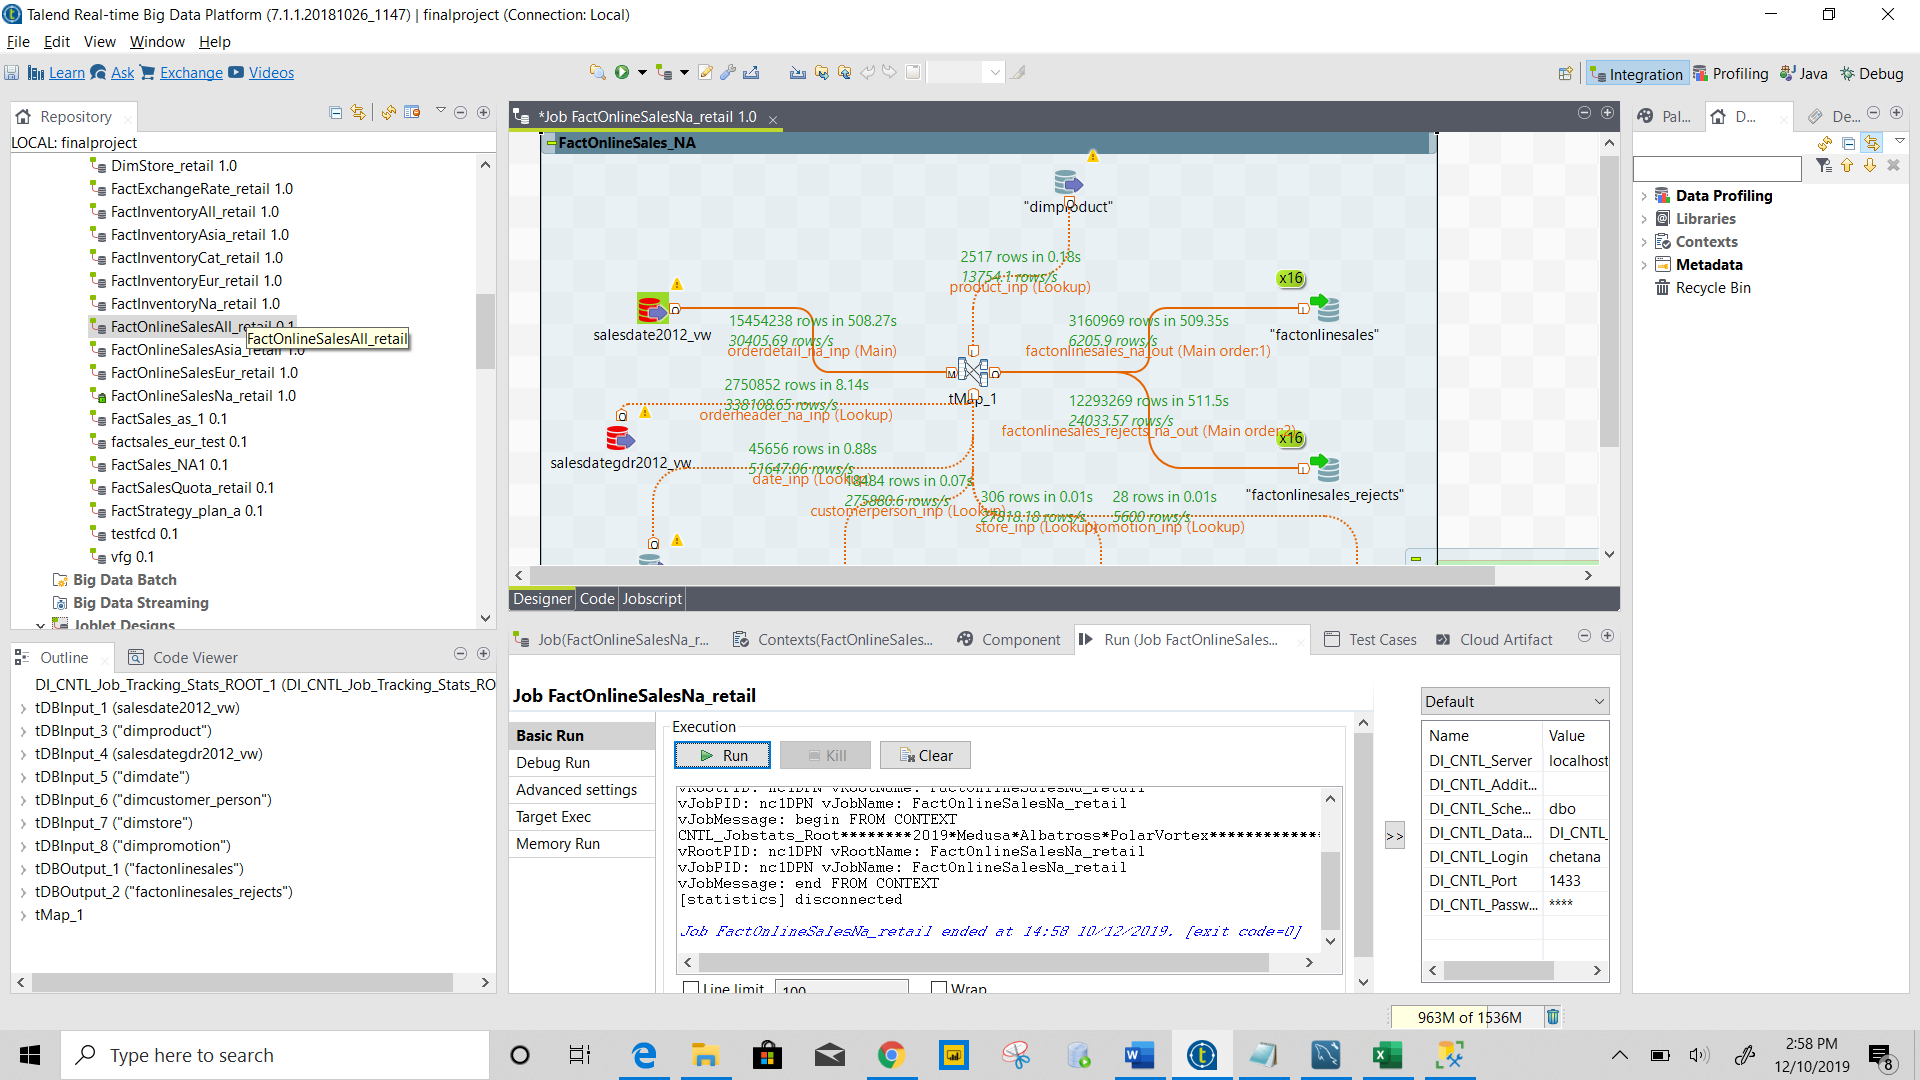 Talend Real-time Big Data Platform (7.1.1.20181026_1147) | finalproject (Connection: Local)
File Edit View Window Help
Learn Ask Exchange Videos
Integration Profiling Java Debug
Repository
LOCAL: finalproject
DimStore_retail 1.0
FactExchangeRate_retail 1.0
FactInventoryAll_retail 1.0
FactInventoryAsia_retail 1.0
FactInventoryCat_retail 1.0
FactInventoryEur_retail 1.0
FactInventoryNa_retail 1.0
FactOnlineSalesAll_retail 0.1
FactOnlineSalesAll_retail
FactOnlineSalesAsia_retail 1.0
FactOnlineSalesEur_retail 1.0
FactOnlineSalesNa_retail 1.0
FactSales_as_1 0.1
factsales_eur_test 0.1
FactSales_NA1 0.1
FactSalesQuota_retail 0.1
FactStrategy_plan_a 0.1
testfcd 0.1
vfg 0.1
Big Data Batch
Big Data Streaming
Joblet Designs
*Job FactOnlineSalesNa_retail 1.0
FactOnlineSales_NA
"dimproduct"
2517 rows in 0.18s
13754.1 rows/s
product_inp (Lookup)
x16
salesdate2012_vw
15454238 rows in 508.27s
30405.69 rows/s
orderdetail_na_inp (Main)
3160969 rows in 509.35s
6205.9 rows/s
factonlinesales_na_out (Main order:1)
"factonlinesales"
M
tMap_1
2750852 rows in 8.14s
338108.65 rows/s
orderheader_na_inp (Lookup)
12293269 rows in 511.5s
24033.57 rows/s
factonlinesales_rejects_na_out (Main order:2)
x16
salesdategdr2012_vw
45656 rows in 0.88s
51647.06 rows/s
date_inp (Lookup)
18484 rows in 0.07s
275880.6 rows/s
customerperson_inp (Lookup)
306 rows in 0.01s
27818.18 rows/s
store_inp (Lookup)
28 rows in 0.01s
5600 rows/s
promotion_inp (Lookup)
"factonlinesales_rejects"
Designer Code Jobscript
Pal... D... De...
Data Profiling
Libraries
Contexts
Metadata
Recycle Bin
Outline Code Viewer
DI_CNTL_Job_Tracking_Stats_ROOT_1 (DI_CNTL_Job_Tracking_Stats_RO
tDBInput_1 (salesdate2012_vw)
tDBInput_3 ("dimproduct")
tDBInput_4 (salesdategdr2012_vw)
tDBInput_5 ("dimdate")
tDBInput_6 ("dimcustomer_person")
tDBInput_7 ("dimstore")
tDBInput_8 ("dimpromotion")
tDBOutput_1 ("factonlinesales")
tDBOutput_2 ("factonlinesales_rejects")
tMap_1
Job(FactOnlineSalesNa_r... Contexts(FactOnlineSales... Component Run (Job FactOnlineSales... Test Cases Cloud Artifact
Job FactOnlineSalesNa_retail
Basic Run
Debug Run
Advanced settings
Target Exec
Memory Run
Execution
Run Kill Clear
vRootPID: nc1DPN vRootName: FactOnlineSalesNa_retail
vJobPID: nc1DPN vJobName: FactOnlineSalesNa_retail
vJobMessage: begin FROM CONTEXT
CNTL_Jobstats_Root********2019*Medusa*Albatross*PolarVortex*************
vRootPID: nc1DPN vRootName: FactOnlineSalesNa_retail
vJobPID: nc1DPN vJobName: FactOnlineSalesNa_retail
vJobMessage: end FROM CONTEXT
[statistics] disconnected
Job FactOnlineSalesNa_retail ended at 14:58 10/12/2019. [exit code=0]
Line limit 100 Wrap
>>
Default
Name Value
DI_CNTL_Server localhost
DI_CNTL_Addit...
DI_CNTL_Sche... dbo
DI_CNTL_Data... DI_CNTL_
DI_CNTL_Login chetana
DI_CNTL_Port 1433
DI_CNTL_Passw... ****
963M of 1536M
Type here to search
2:58 PM
12/10/2019
8